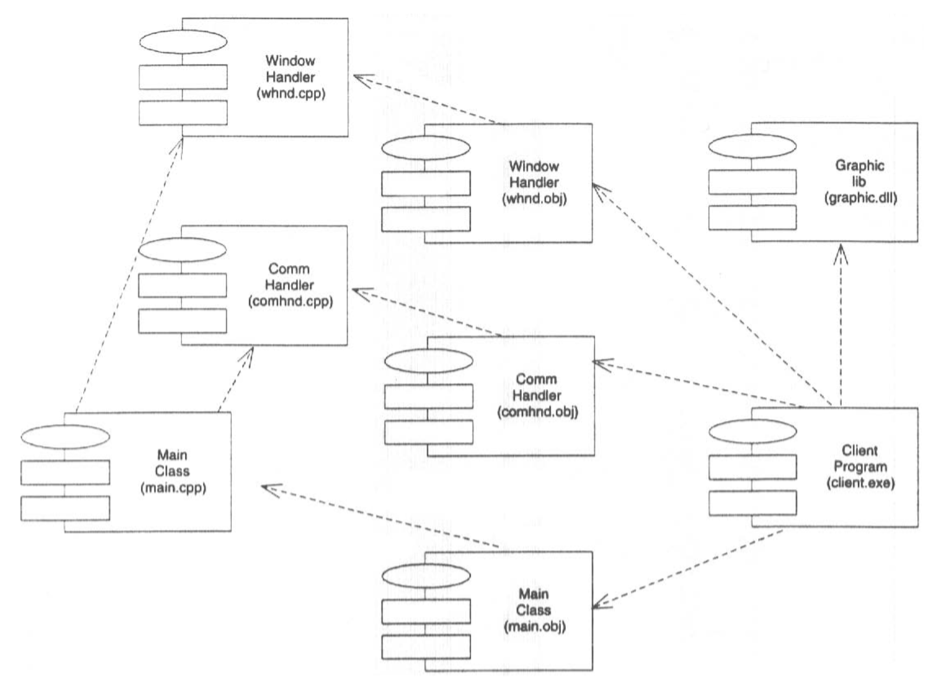 Window
Handler
(whnd.cpp)
Window
Handler
(whnd.obj)
Graphic
lib
(graphic.dll)
Comm
Handler
(comhnd.cpp)
Comm
Handler
(comhnd.obj)
Main
Class
(main.cpp)
Client
Program
(client.exe)
Main
Class
(main.obj)